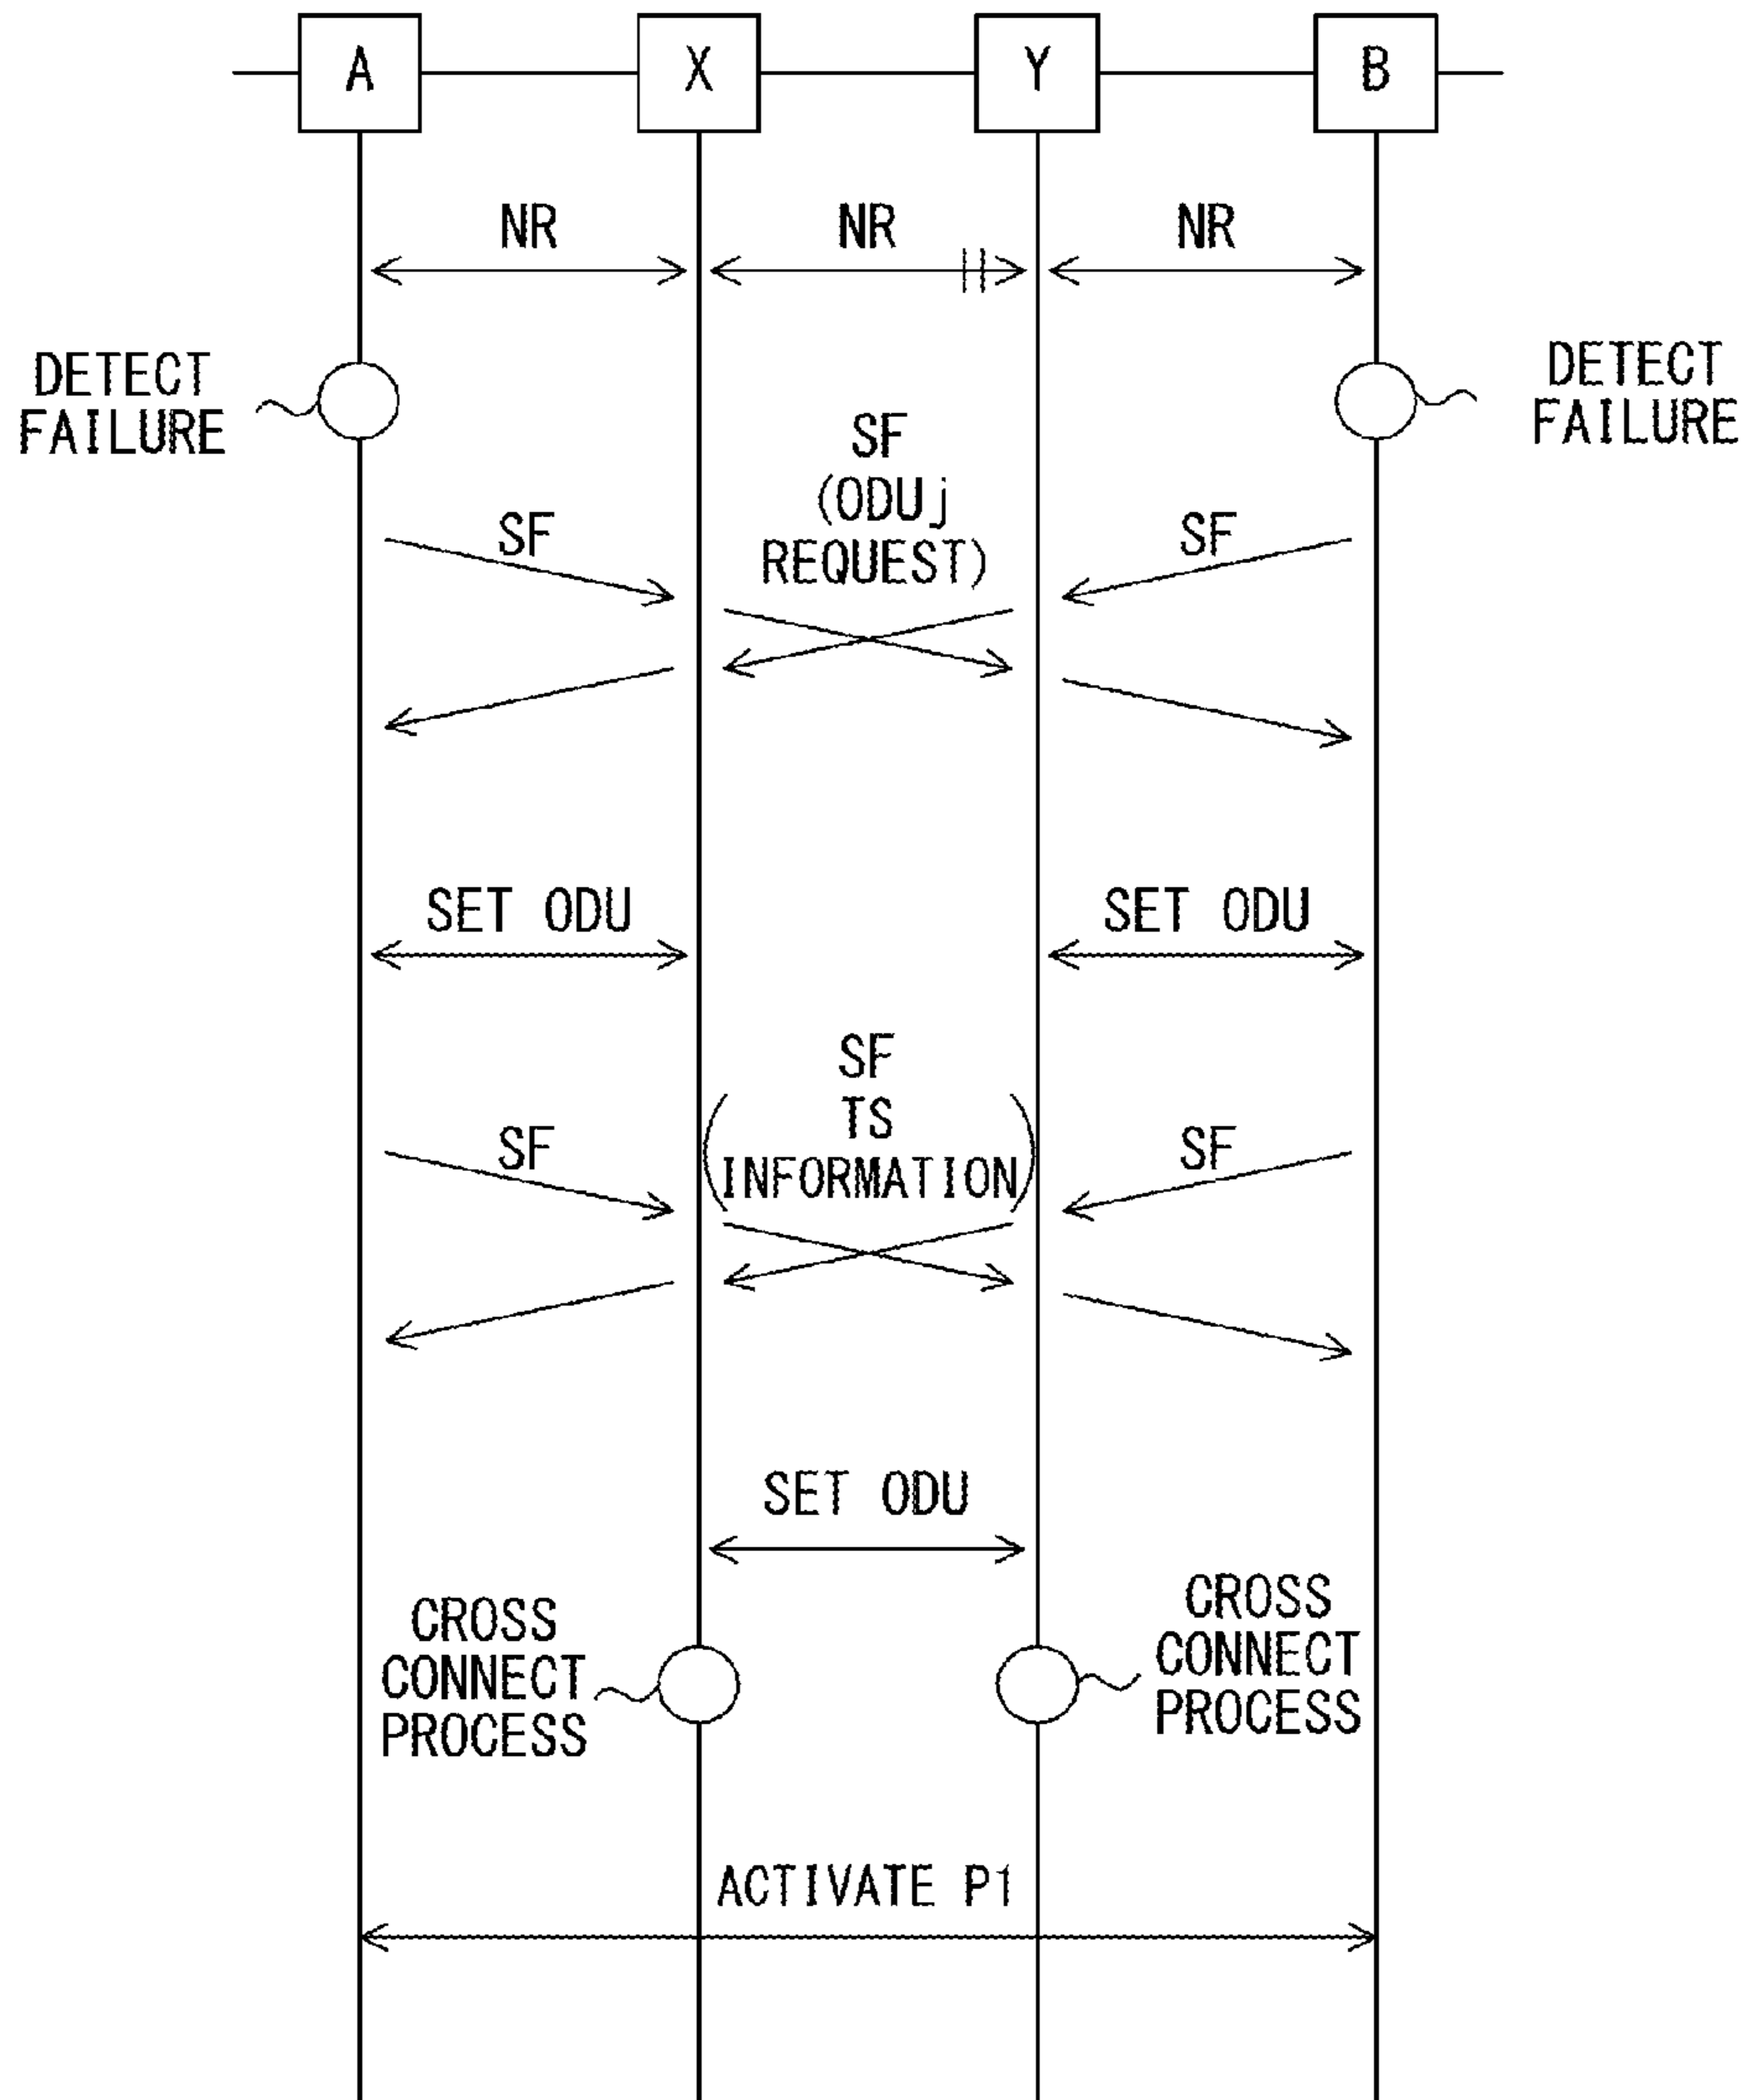 A
X
Y
B
NR
NR
NR
DETECT
FAILURE
DETECT
FAILURE
SF
(ODUj
REQUEST)
SF
SF
SET ODU
SET ODU
SF
TS
INFORMATION
SF
SF
SET ODU
CROSS
CONNECT
PROCESS
CROSS
CONNECT
PROCESS
ACTIVATE P1